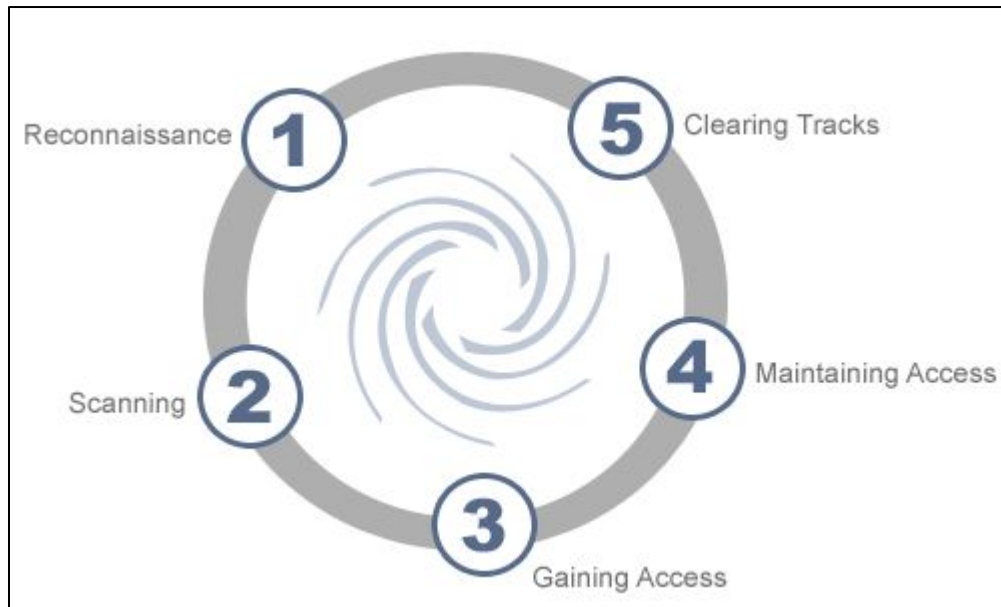 1
Reconnaissance
2
Scanning
3
Gaining Access
4
Maintaining Access
5
Clearing Tracks